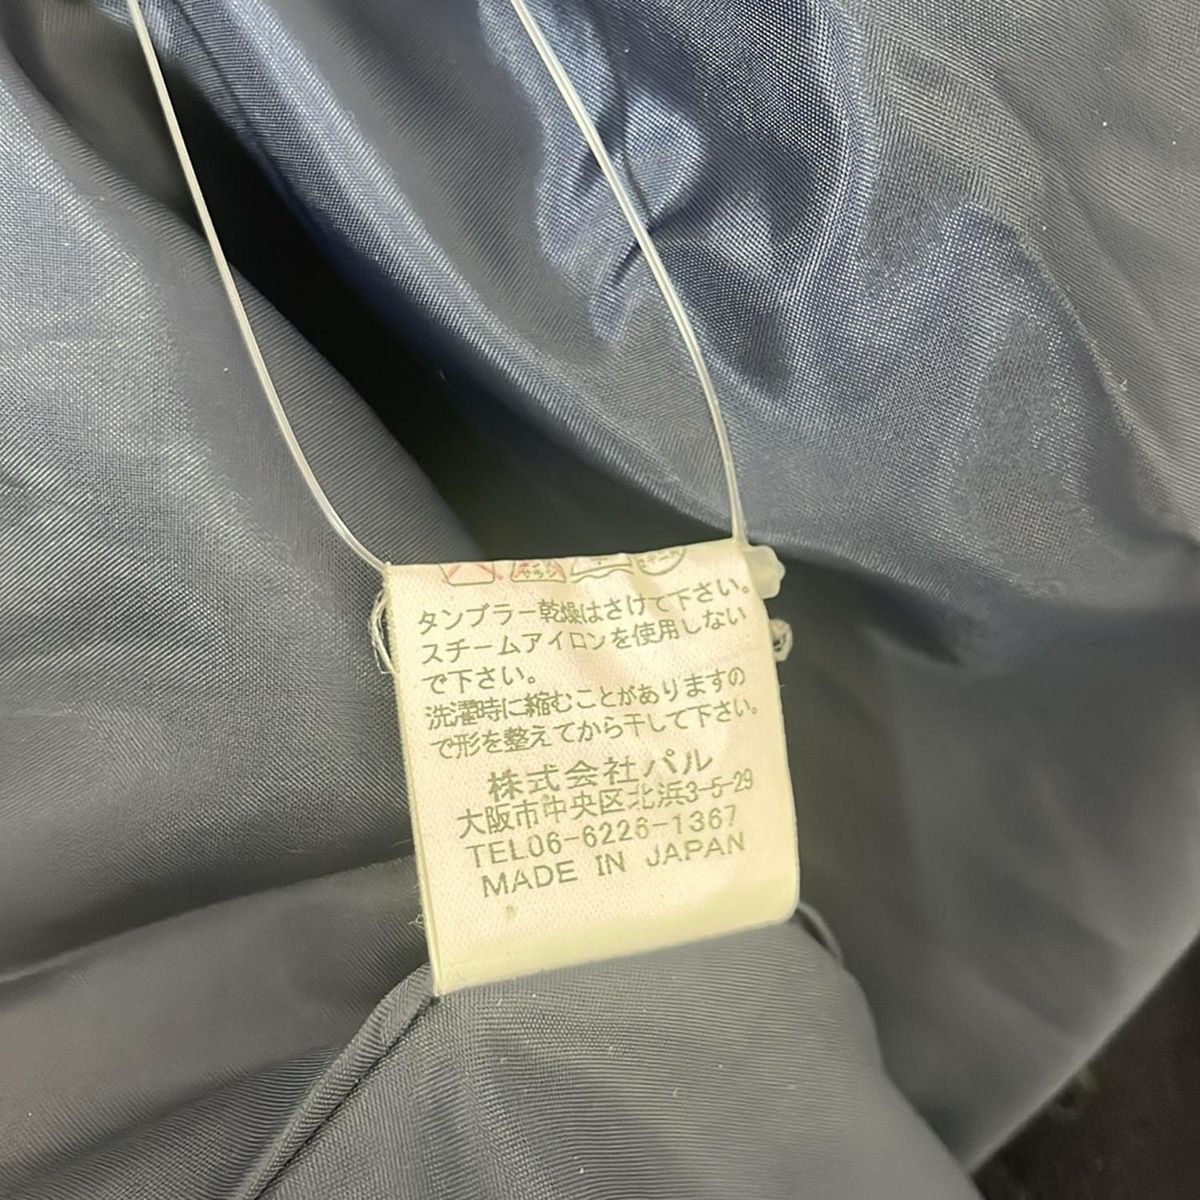 タンブラー乾燥はさけて下さい。
スチームアイロンを使用しない
で下さい。
洗濯時に縮むことがありますの
で形を整えてから干して下さい。
株式会社パル
大阪市中央区北浜3-5-29
TEL06-6226-1367
MADE IN JAPAN